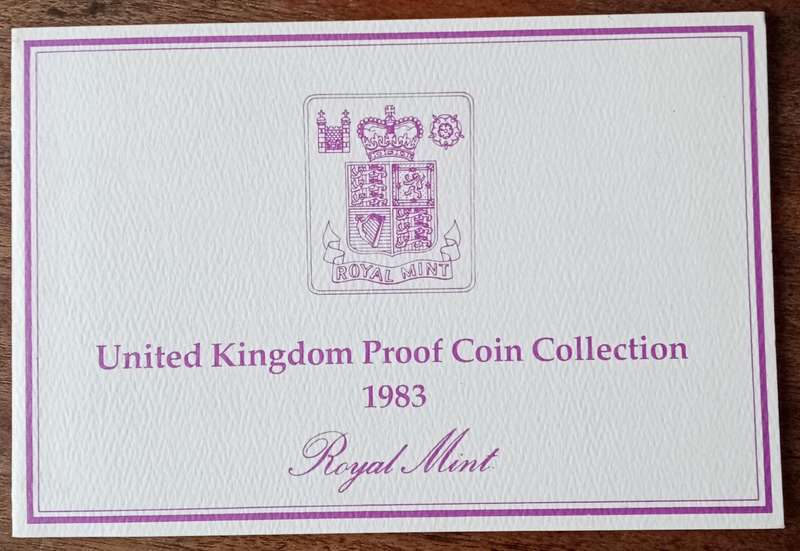 ROYAL MINT
United Kingdom Proof Coin Collection
1983
Royal Mint